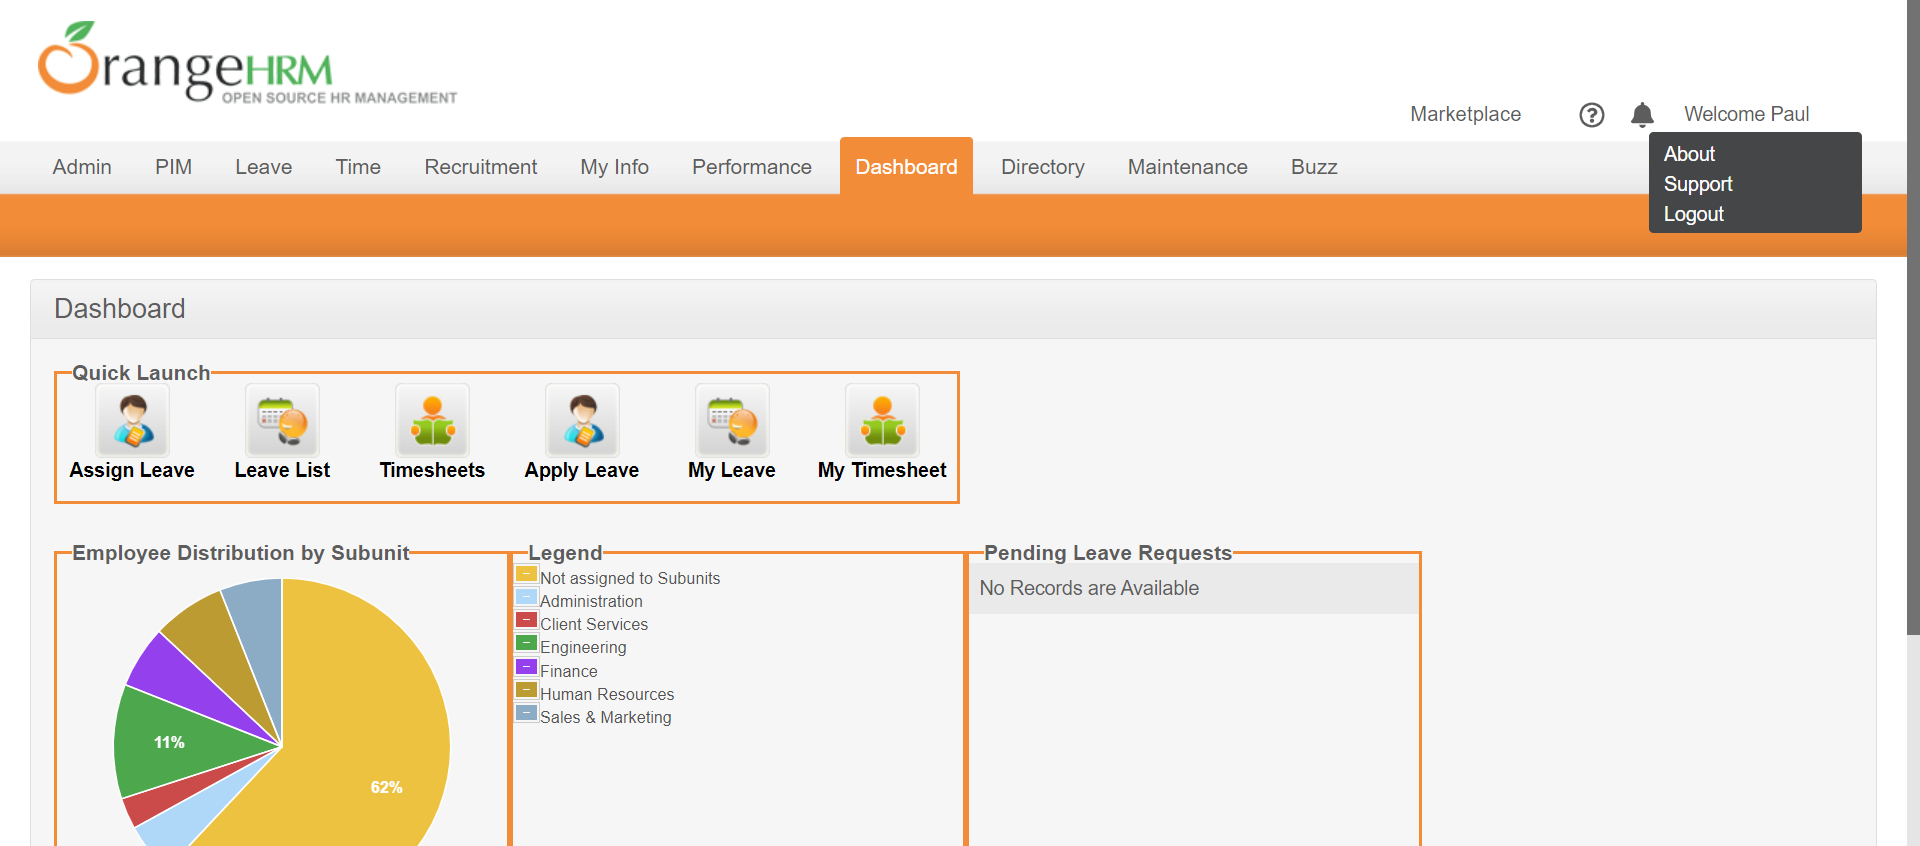 OrangeHRM
OPEN SOURCE HR MANAGEMENT
Marketplace
?
Welcome Paul
About
Support
Logout
Admin PIM Leave Time Recruitment My Info Performance Dashboard Directory Maintenance Buzz
Dashboard
Quick Launch
Assign Leave Leave List Timesheets Apply Leave My Leave My Timesheet
Employee Distribution by Subunit
11%
62%
Legend
Not assigned to Subunits
Administration
Client Services
Engineering
Finance
Human Resources
Sales & Marketing
Pending Leave Requests
No Records are Available